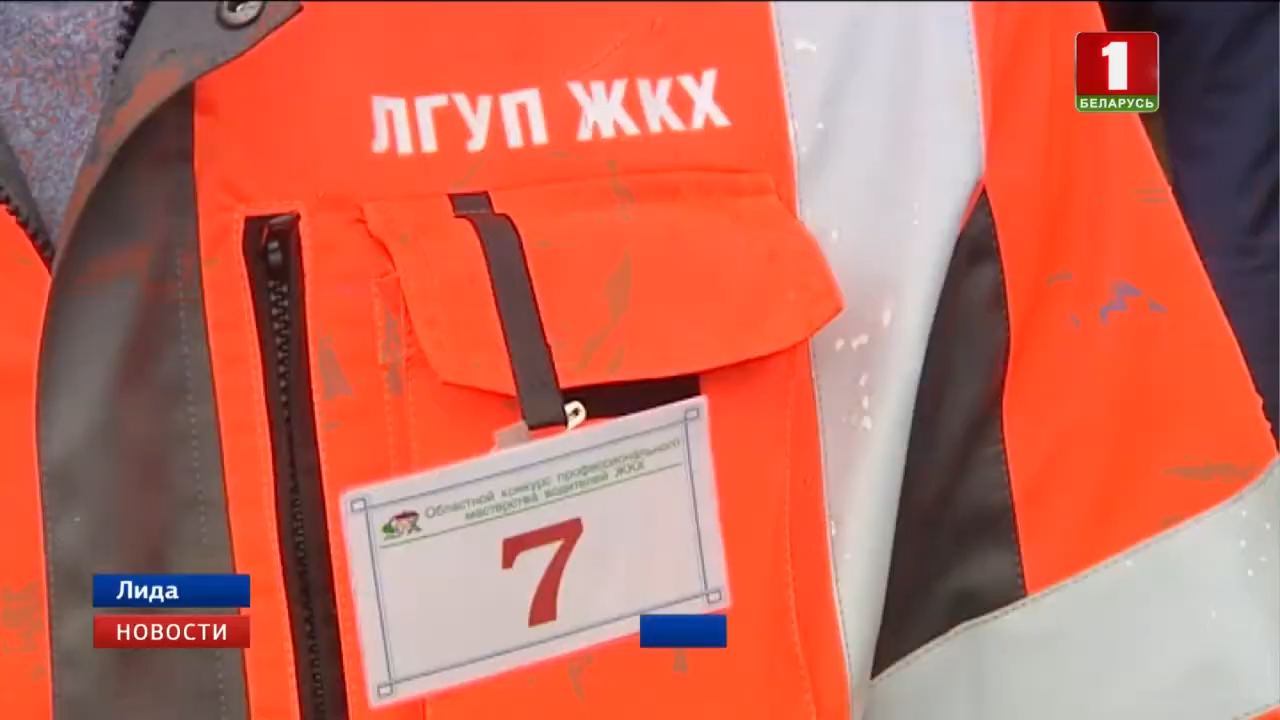 1
БЕЛАРУСЬ
ЛГУП ЖКХ
Областной конкурс профессионального
мастерства водителей ЖКХ
7
Лида
НОВОСТИ